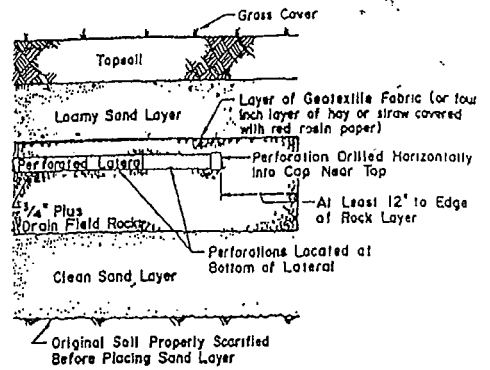 Grass Cover
Topsoil
Loamy Sand Layer
Layer of Geotextile Fabric (or four
inch layer of hay or straw covered
with red rosin paper)
Perforated Lateral
Perforation Drilled Horizontally
Into Cap Near Top
3/4" Plus
Drain Field Rock
At Least 12" to Edge
of Rock Layer
Perforations Located at
Bottom of Lateral
Clean Sand Layer
Original Soil Properly Scarified
Before Placing Sand Layer